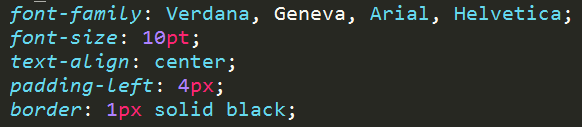 font-family: Verdana, Geneva, Arial, Helvetica;
font-size: 10pt;
text-align: center;
padding-left: 4px;
border: 1px solid black;